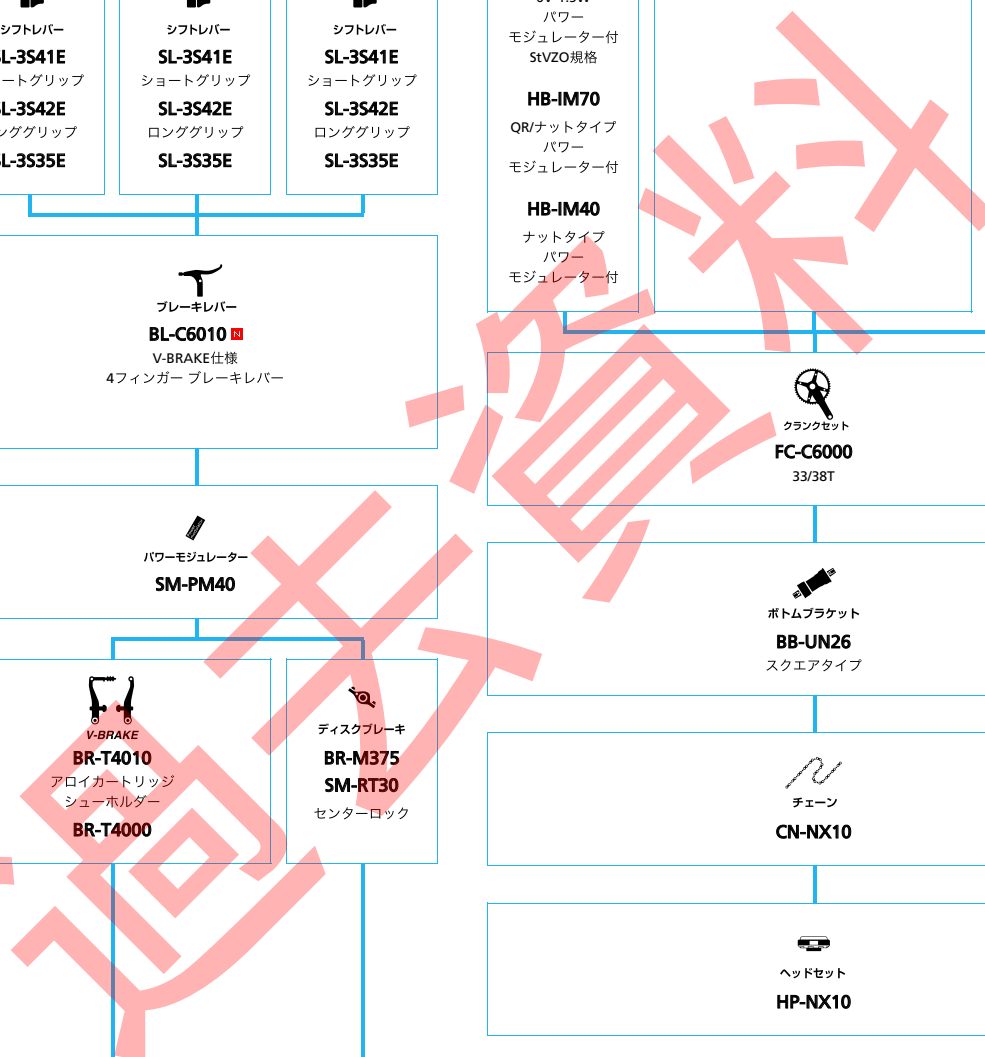 シフトレバー
SL-3S41E
ショートグリップ
SL-3S42E
ロンググリップ
SL-3S35E
シフトレバー
SL-3S41E
ショートグリップ
SL-3S42E
ロンググリップ
SL-3S35E
シフトレバー
SL-3S41E
ショートグリップ
SL-3S42E
ロンググリップ
SL-3S35E
パワー
モジュレーター付
StVZO規格
HB-IM70
QR/ナットタイプ
パワー
モジュレーター付
HB-IM40
ナットタイプ
パワー
モジュレーター付
ブレーキレバー
BL-C6010 N
V-BRAKE仕様
4フィンガー ブレーキレバー
パワーモジュレーター
SM-PM40
V-BRAKE
BR-T4010
アロイカートリッジ
シューホルダー
BR-T4000
ディスクブレーキ
BR-M375
SM-RT30
センターロック
クランクセット
FC-C6000
33/38T
ボトムブラケット
BB-UN26
スクエアタイプ
チェーン
CN-NX10
ヘッドセット
HP-NX10
過去資料